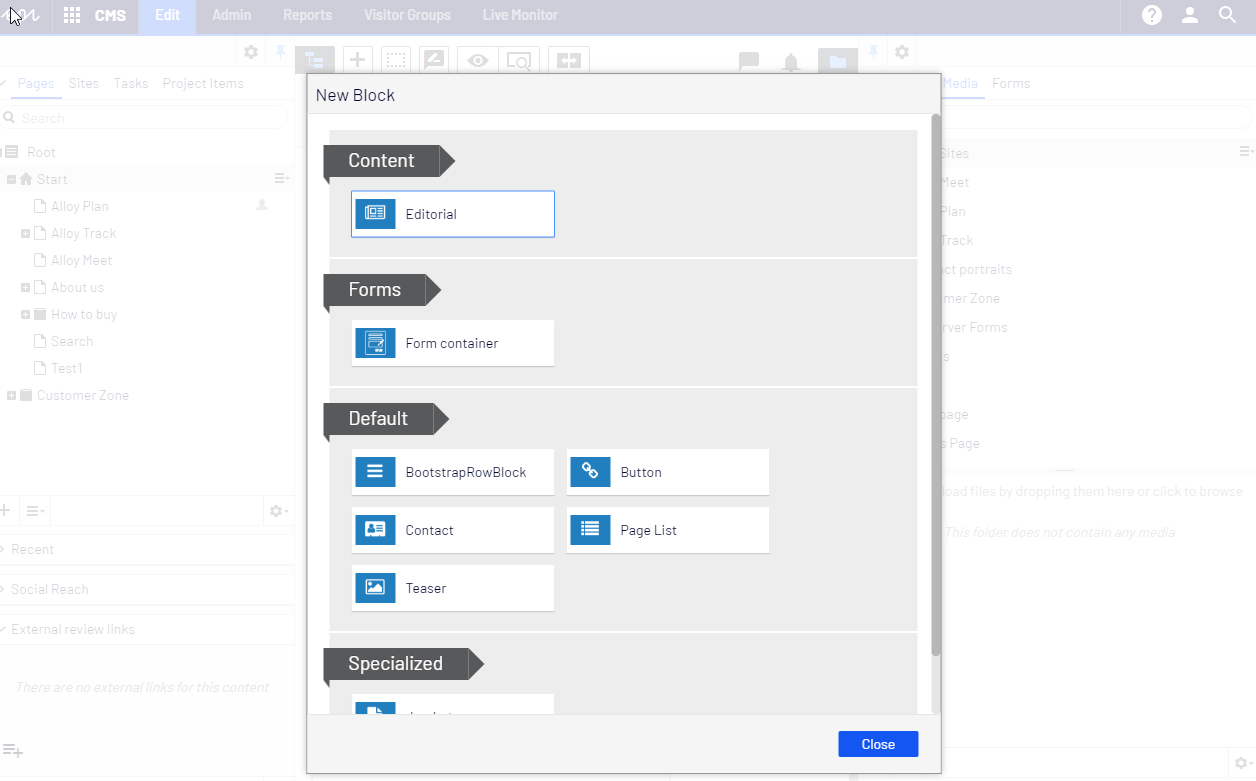 CMS
Edit
Admin
Reports
Visitor Groups
Live Monitor
Pages
Sites
Tasks
Project Items
Search
Root
Start
Alloy Plan
Alloy Track
Alloy Meet
About us
How to buy
Search
Test1
Customer Zone
Recent
Social Reach
External review links
There are no external links for this content
New Block
Content
Editorial
Forms
Form container
Default
BootstrapRowBlock
Button
Contact
Page List
Teaser
Specialized
Close
Media
Forms
Sites
Meet
Plan
Track
ct portraits
mer Zone
rver Forms
s
page
s Page
load files by dropping them here or click to browse
This folder does not contain any media